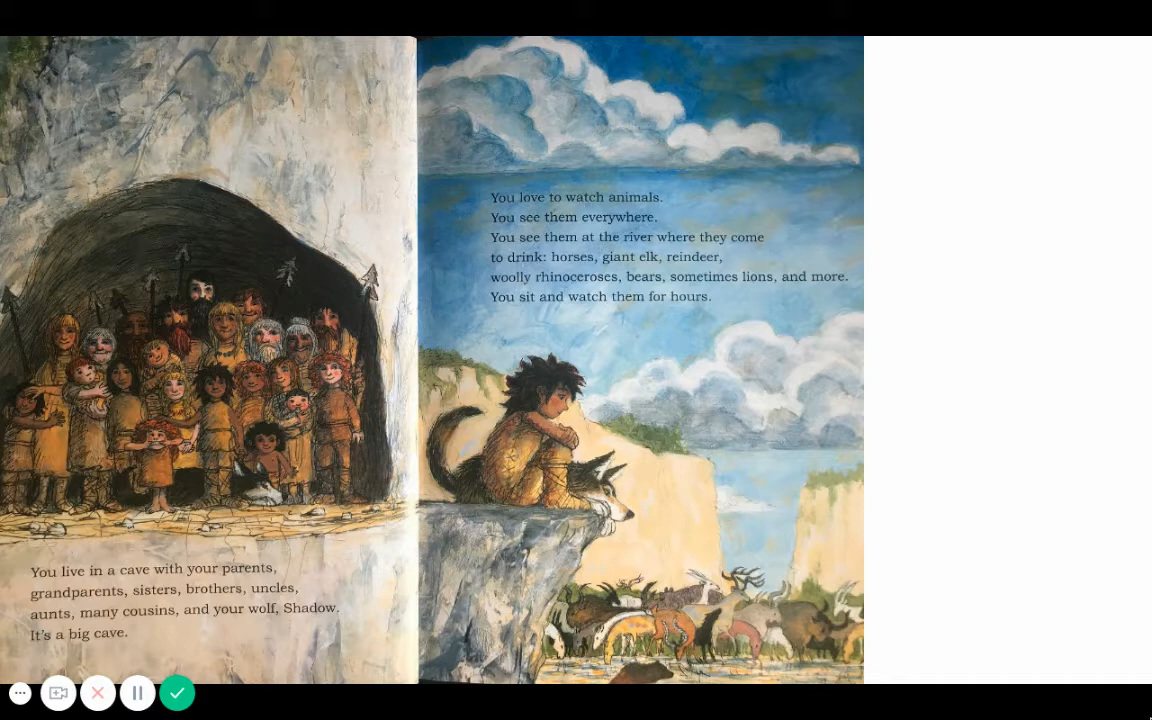 You live in a cave with your parents,
grandparents, sisters, brothers, uncles,
aunts, many cousins, and your wolf, Shadow.
It's a big cave.
You love to watch animals.
You see them everywhere.
You see them at the river where they come
to drink: horses, giant elk, reindeer,
woolly rhinoceroses, bears, sometimes lions, and more.
You sit and watch them for hours.